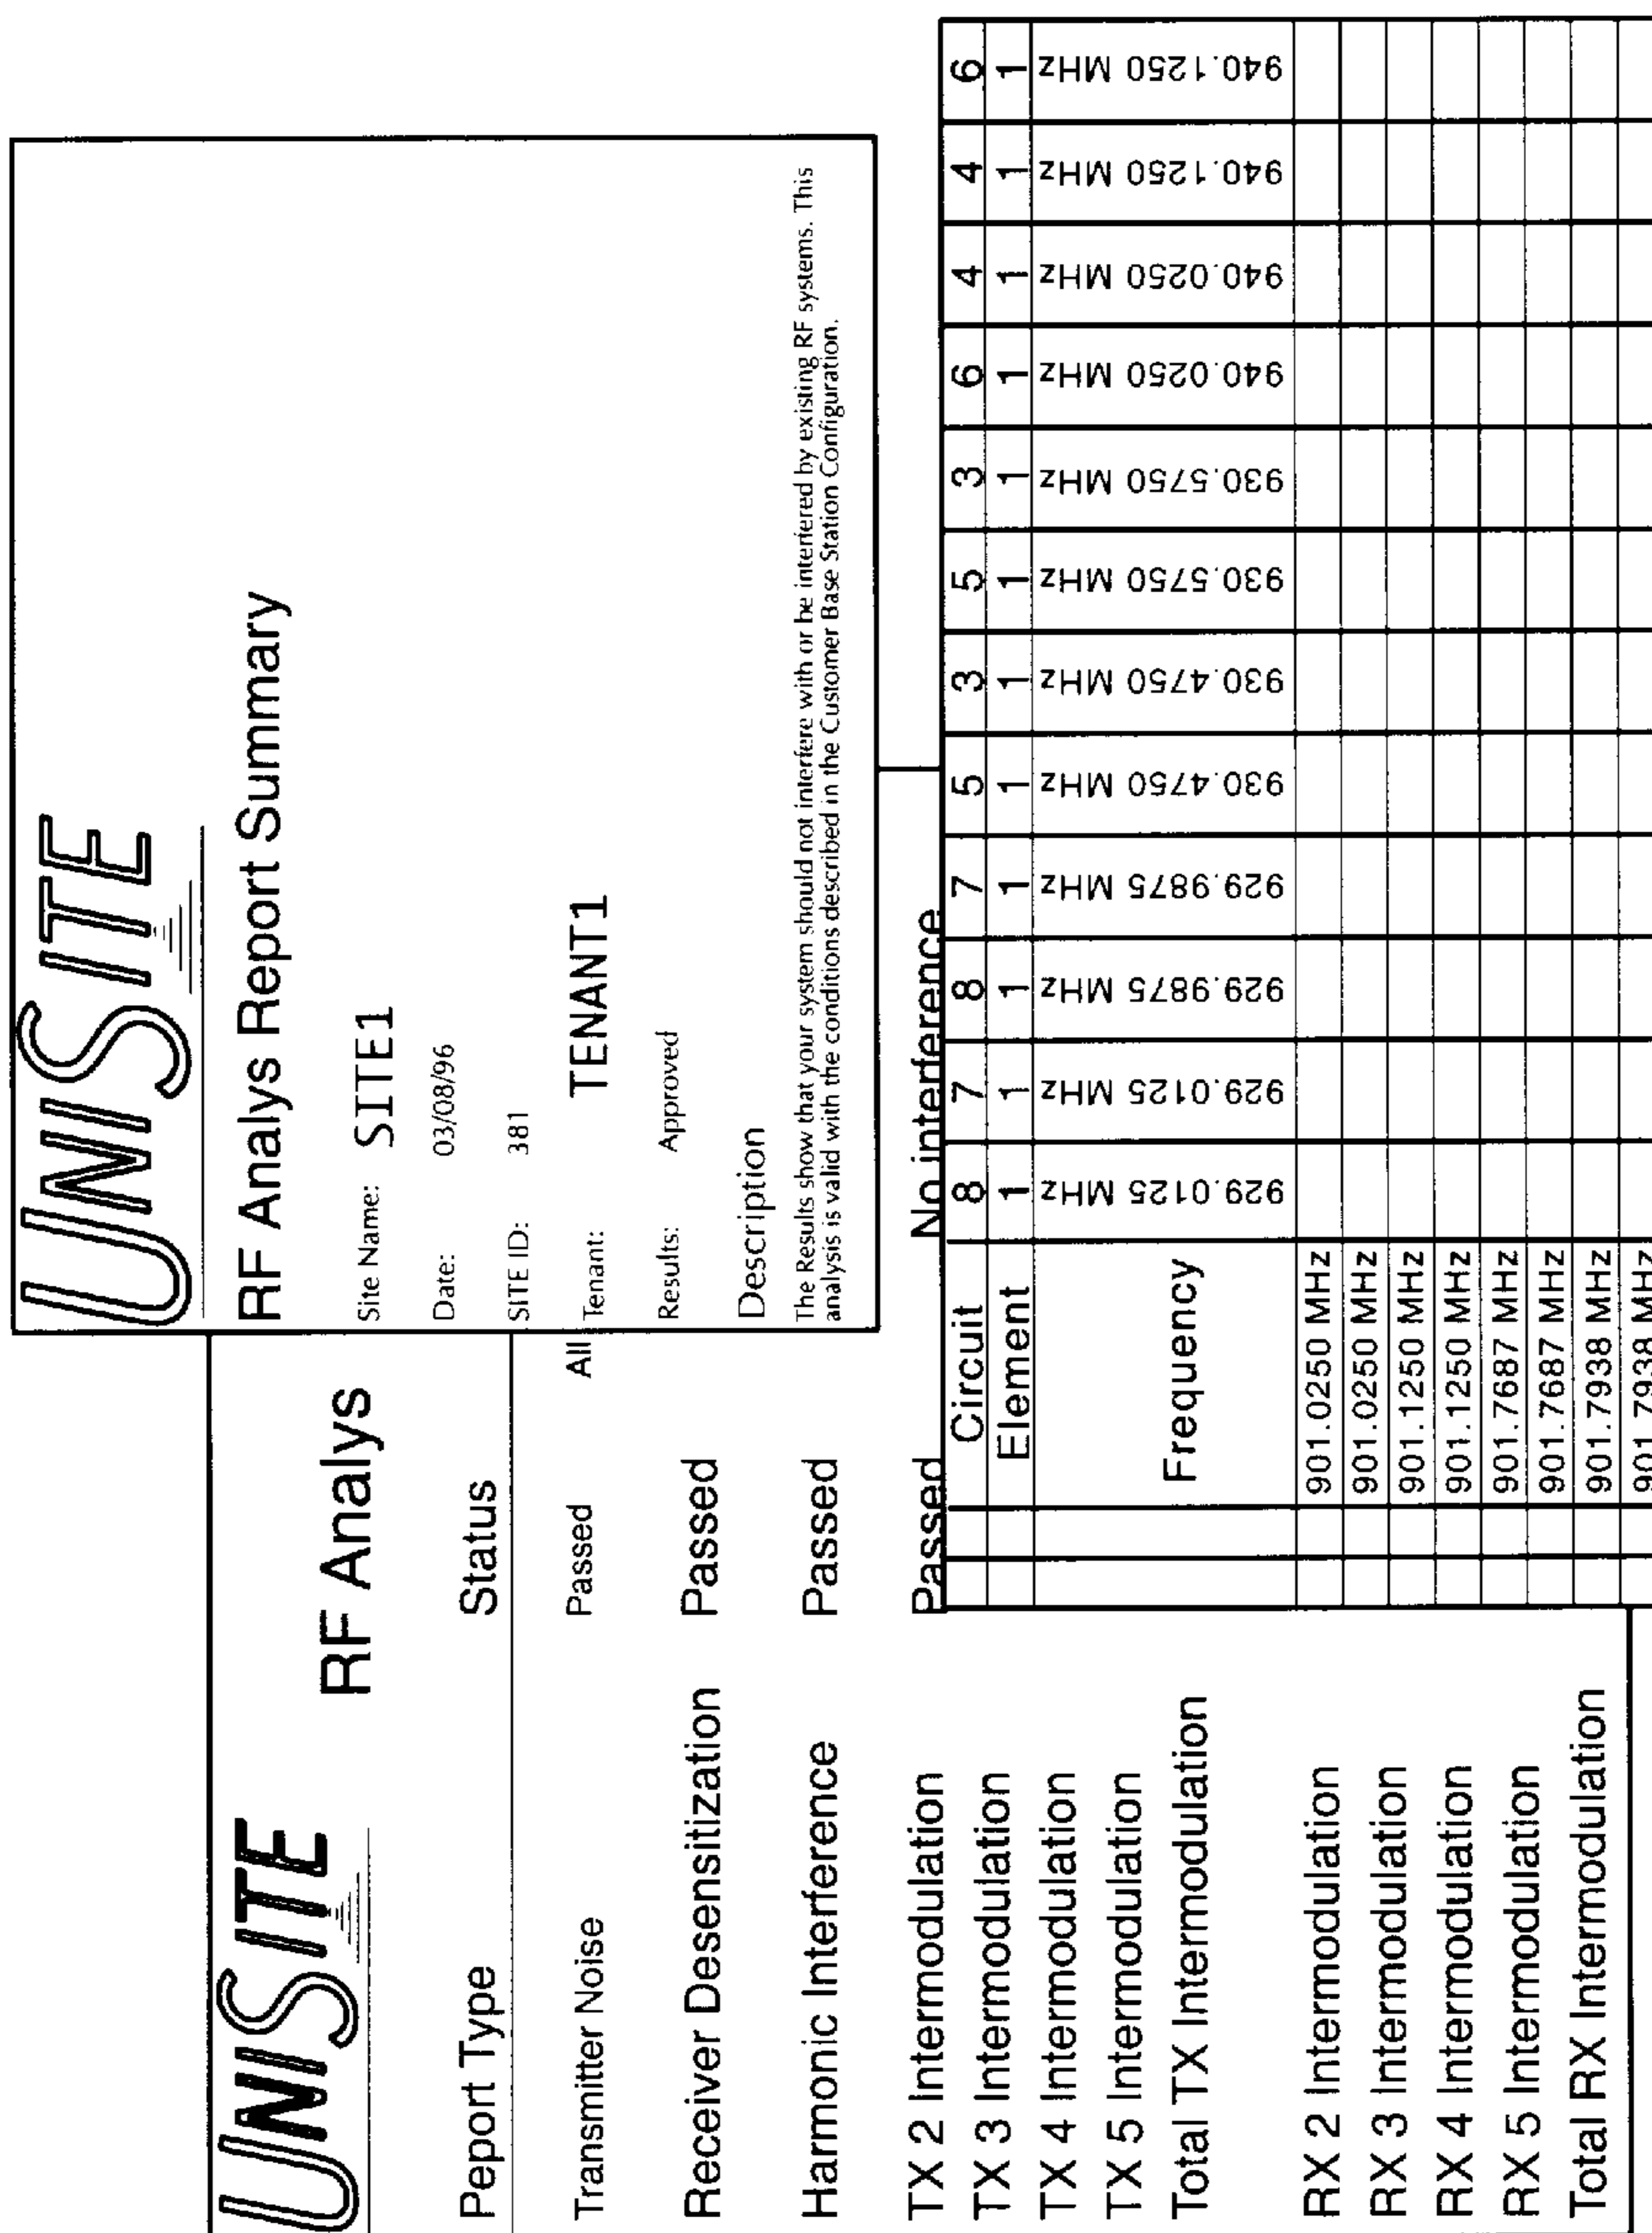 UNISITE
RF Analys Report Summary
Site Name: SITE1
Date: 03/08/96
SITE ID: 381
Tenant: TENANT1
Results: Approved
Description
The Results show that your system should not interfere with or be interfered by existing RF systems. This
analysis is valid with the conditions described in the Customer Base Station Configuration.
UNISITE
RF Analys
Peport Type Status
Transmitter Noise Passed All
Receiver Desensitization Passed
Harmonic Interference Passed
TX 2 Intermodulation Passed No interference
TX 3 Intermodulation
TX 4 Intermodulation
TX 5 Intermodulation
Total TX Intermodulation
RX 2 Intermodulation
RX 3 Intermodulation
RX 4 Intermodulation
RX 5 Intermodulation
Total RX Intermodulation
Circuit 8 7 8 7 5 3 5 3 6 4 4 6
Element 1 1 1 1 1 1 1 1 1 1 1 1
Frequency 929.0125 MHz 929.0125 MHz 929.9875 MHz 929.9875 MHz 930.4750 MHz 930.4750 MHz 930.5750 MHz 930.5750 MHz 940.0250 MHz 940.0250 MHz 940.1250 MHz 940.1250 MHz
901.0250 MHz
901.0250 MHz
901.1250 MHz
901.1250 MHz
901.7687 MHz
901.7687 MHz
901.7938 MHz
901.7938 MHz